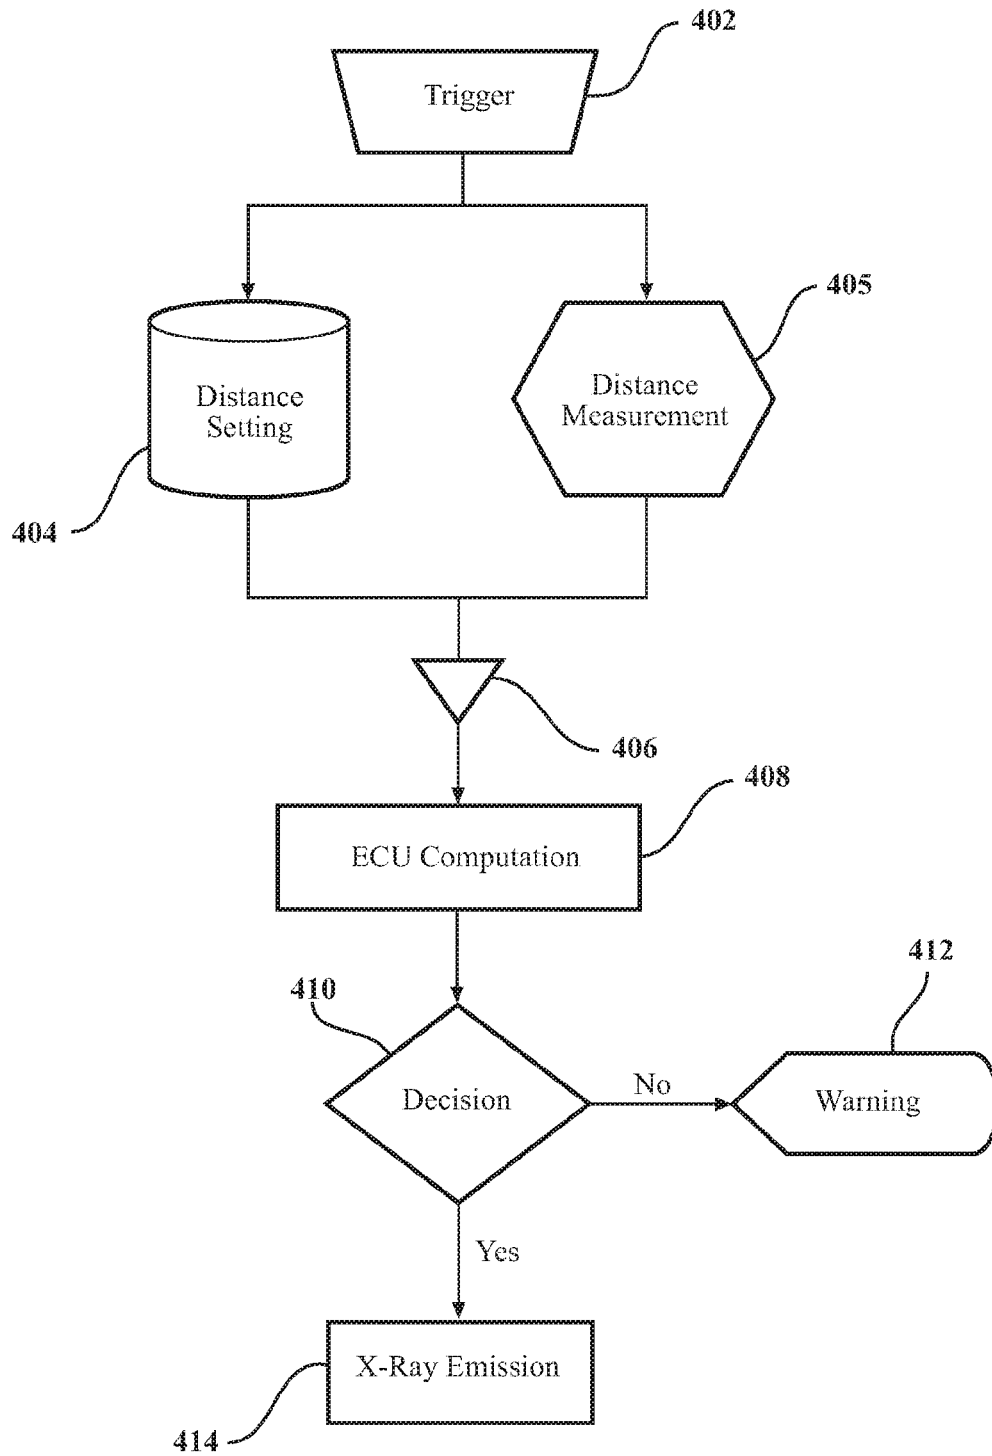 402
Trigger
405
Distance
Setting
Distance
Measurement
404
406
408
ECU Computation
412
410
Decision
No
Warning
Yes
X-Ray Emission
414